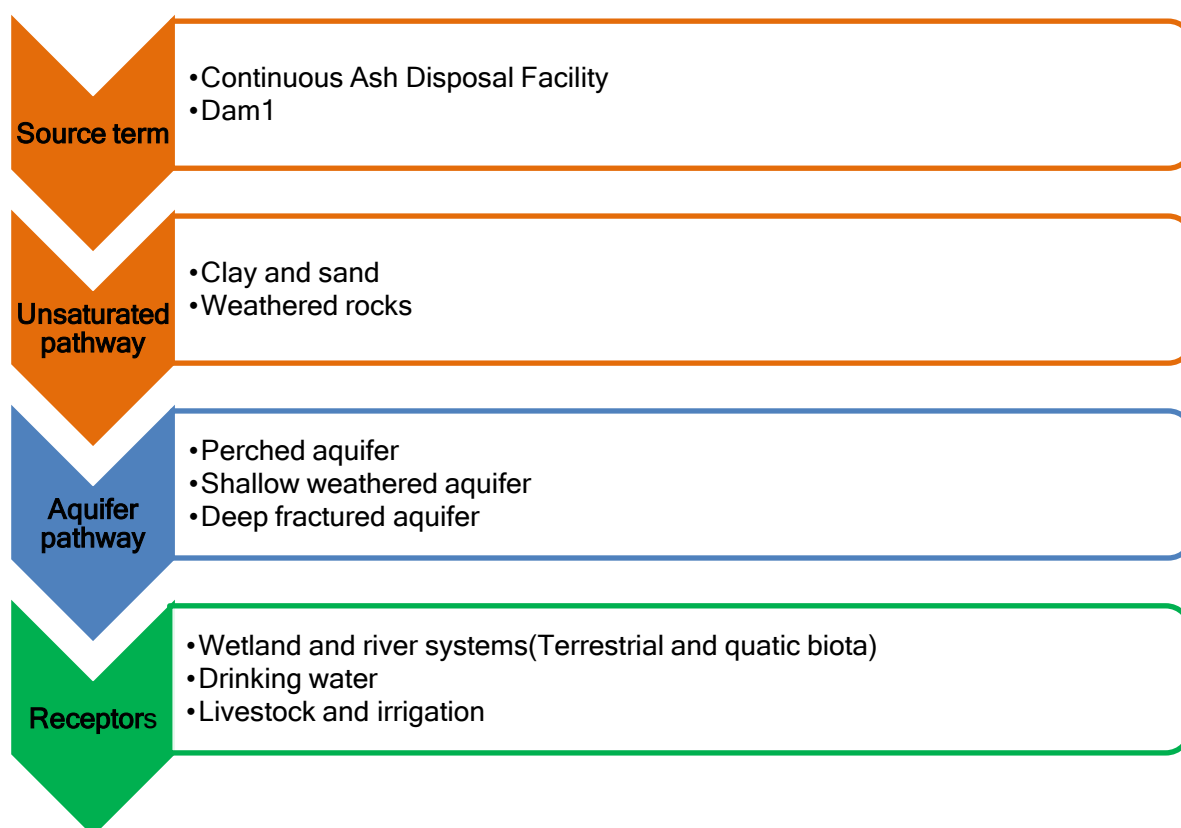 Source term
•Continuous Ash Disposal Facility
•Dam1
Unsaturated
pathway
•Clay and sand
•Weathered rocks
Aquifer
pathway
•Perched aquifer
•Shallow weathered aquifer
•Deep fractured aquifer
Receptors
•Wetland and river systems(Terrestrial and quatic biota)
•Drinking water
•Livestock and irrigation